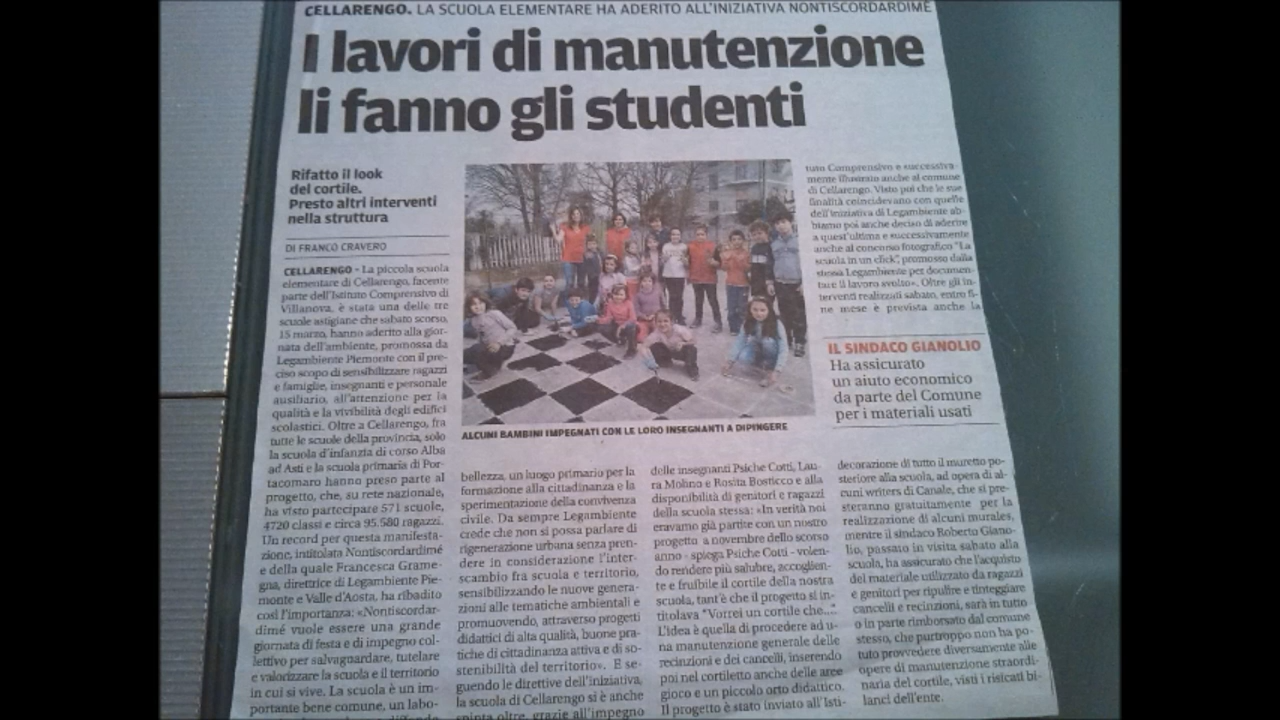 CELLARENGO. LA SCUOLA ELEMENTARE HA ADERITO ALL'INIZIATIVA NONTISCORDARDIMÉ
I lavori di manutenzione
li fanno gli studenti
Rifatto il look
del cortile.
Presto altri interventi
nella struttura
DI FRANCO CRAVERO
CELLARENGO - La piccola scuola
elementare di Cellarengo, facente
parte dell'Istituto Comprensivo di
Villanova, è stata una delle tre
scuole astigiane che sabato scorso,
15 marzo, hanno aderito alla gior-
nata dell'ambiente, promossa da
Legambiente Piemonte con il pre-
ciso scopo di sensibilizzare ragazzi
e famiglie, insegnanti e personale
ausiliario, all'attenzione per la
qualità e la vivibilità degli edifici
scolastici. Oltre a Cellarengo, fra
tutte le scuole della provincia, solo
la scuola d'infanzia di corso Alba
ad Asti e la scuola primaria di Por-
tacomaro hanno preso parte al
progetto, che, su rete nazionale,
ha visto partecipare 571 scuole,
4720 classi e circa 95.580 ragazzi.
Un record per questa manifesta-
zione, intitolata Nontiscordardimé
e della quale Francesca Grame-
gna, direttrice di Legambiente Pie-
monte e Valle d'Aosta, ha ribadito
così l'importanza: «Nontiscordar-
dimé vuole essere una grande
giornata di festa e di impegno col-
lettivo per salvaguardare, tutelare
e valorizzare la scuola e il territorio
in cui si vive. La scuola è un im-
portante bene comune, un labo-
ALCUNI BAMBINI IMPEGNATI CON LE LORO INSEGNANTI A DIPINGERE
bellezza, un luogo primario per la
formazione alla cittadinanza e la
sperimentazione della convivenza
civile. Da sempre Legambiente
crede che non si possa parlare di
rigenerazione urbana senza pren-
dere in considerazione l'inter-
scambio fra scuola e territorio,
sensibilizzando le nuove genera-
zioni alle tematiche ambientali e
promuovendo, attraverso progetti
didattici di alta qualità, buone pra-
tiche di cittadinanza attiva e di so-
stenibilità del territorio». E se-
guendo le direttive dell'iniziativa,
la scuola di Cellarengo si è anche
spinta oltre, grazie all'impegno
delle insegnanti Psiche Cotti, Lau-
ra Molino e Rosita Bosticco e alla
disponibilità di genitori e ragazzi
della scuola stessa: «In verità noi
eravamo già partite con un nostro
progetto a novembre dello scorso
anno - spiega Psiche Cotti - volen-
do rendere più salubre, accoglien-
te e fruibile il cortile della nostra
scuola, tant'è che il progetto si in-
titolava "Vorrei un cortile che...".
L'idea è quella di procedere ad u-
na manutenzione generale delle
recinzioni e dei cancelli, inserendo
poi nel cortiletto anche delle aree
gioco e un piccolo orto didattico.
Il progetto è stato inviato all'Isti-
tuto Comprensivo e successiva-
mente illustrato anche al comune
di Cellarengo. Visto poi che le sue
finalità coincidevano con quelle
dell'iniziativa di Legambiente ab-
biamo poi anche deciso di aderire
a quest'ultima e successivamente
anche al concorso fotografico "La
scuola in un click", promosso dalla
stessa Legambiente per documen-
tare il lavoro svolto». Oltre gli in-
terventi realizzati sabato, entro fi-
ne mese è prevista anche la
IL SINDACO GIANOLIO
Ha assicurato
un aiuto economico
da parte del Comune
per i materiali usati
decorazione di tutto il muretto po-
steriore alla scuola, ad opera di al-
cuni writers di Canale, che si pre-
steranno gratuitamente per la
realizzazione di alcuni murales,
mentre il sindaco Roberto Giano-
lio, passato in visita sabato alla
scuola, ha assicurato che l'acquisto
del materiale utilizzato da ragazzi
e genitori per ripulire e tinteggiare
cancelli e recinzioni, sarà in tutto
o in parte rimborsato dal comune
stesso, che purtroppo non ha po-
tuto provvedere diversamente alle
opere di manutenzione straordi-
naria del cortile, visti i risicati bi-
lanci dell'ente.